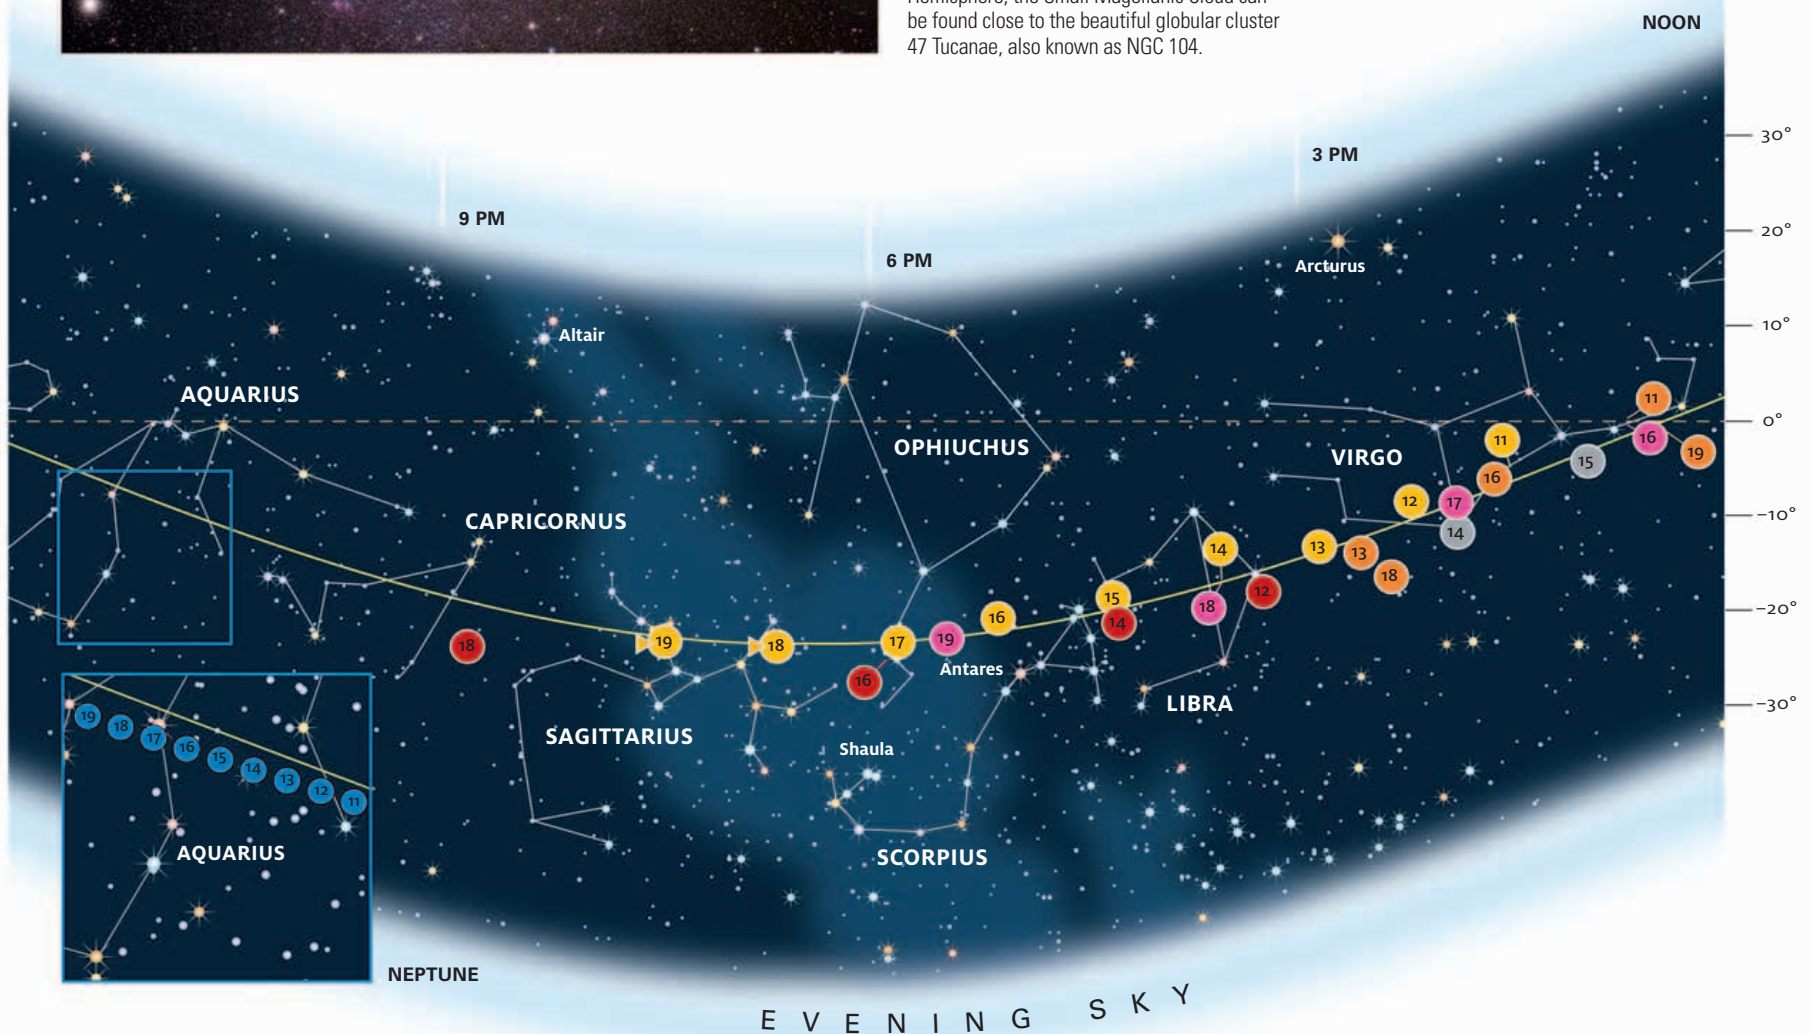 be found close to the beautiful globular cluster
47 Tucanae, also known as NGC 104.
NOON
30°
3 PM
9 PM
20°
6 PM
Arcturus
10°
Altair
AQUARIUS
11
0°
11
16
OPHIUCHUS
VIRGO
15
19
16
12
17
CAPRICORNUS
-10°
14
14
13
13
18
15
12
18
-20°
16
14
19
18
17
19
18
Antares
16
LIBRA
-30°
SAGITTARIUS
Shaula
19
18
17
16
15
14
13
12
11
AQUARIUS
SCORPIUS
NEPTUNE
EVENING SKY